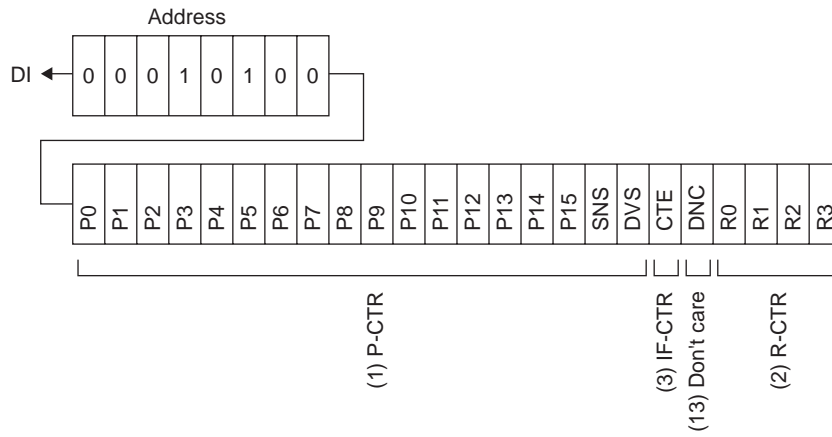 Address
DI 0 0 0 1 0 1 0 0
P0 P1 P2 P3 P4 P5 P6 P7 P8 P9 P10 P11 P12 P13 P14 P15 SNS DVS CTE DNC R0 R1 R2 R3
(1) P-CTR
(3) IF-CTR
(13) Don't care
(2) R-CTR